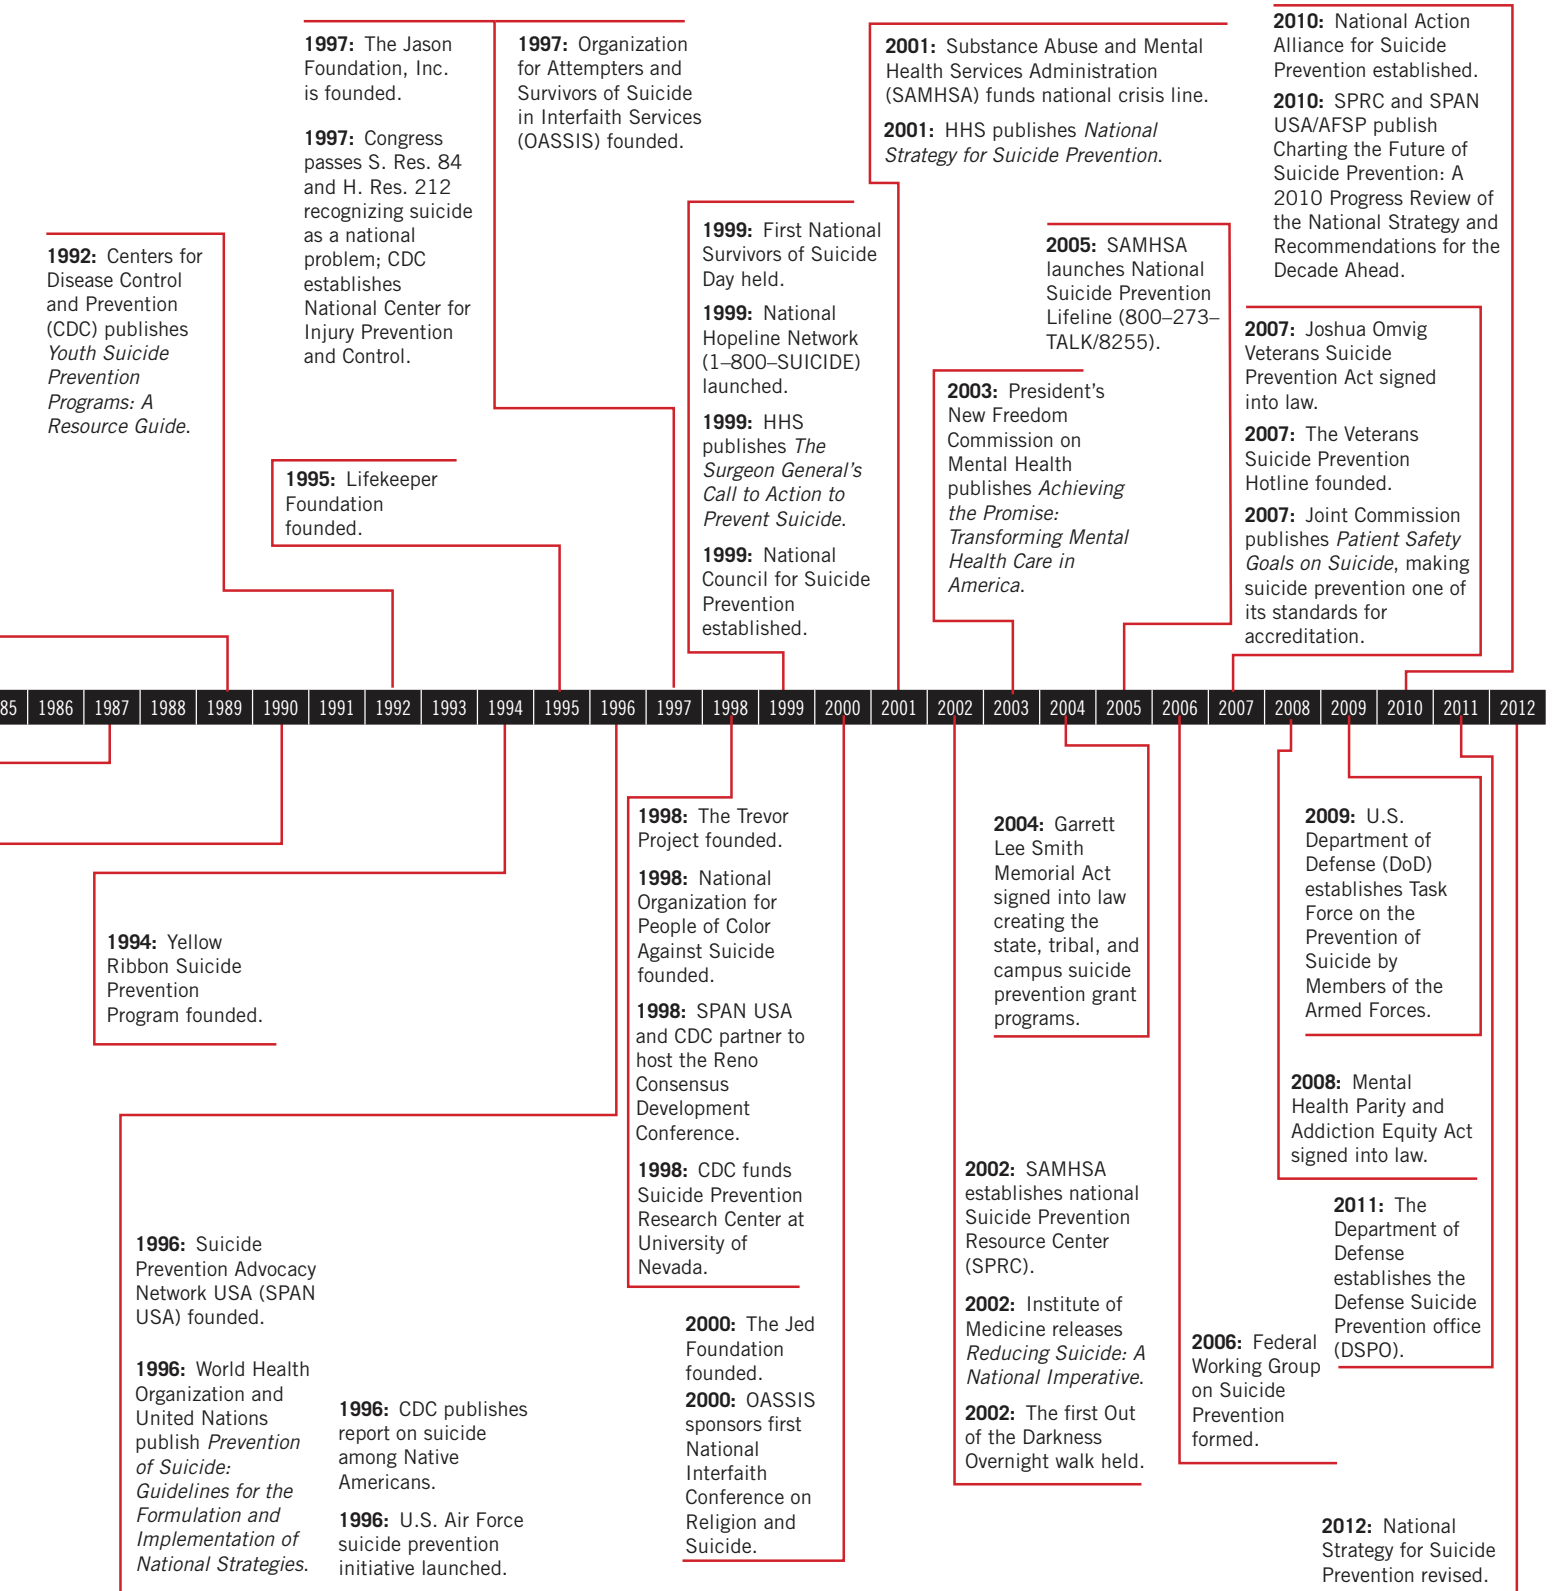 1997: The Jason
Foundation, Inc.
is founded.
1997: Congress
passes S. Res. 84
and H. Res. 212
recognizing suicide
as a national
problem; CDC
establishes
National Center for
Injury Prevention
and Control.
1997: Organization
for Attempters and
Survivors of Suicide
in Interfaith Services
(OASSIS) founded.
2001: Substance Abuse and Mental
Health Services Administration
(SAMHSA) funds national crisis line.
2001: HHS publishes National
Strategy for Suicide Prevention.
2010: National Action
Alliance for Suicide
Prevention established.
2010: SPRC and SPAN
USA/AFSP publish
Charting the Future of
Suicide Prevention: A
2010 Progress Review of
the National Strategy and
Recommendations for the
Decade Ahead.
1992: Centers for
Disease Control
and Prevention
(CDC) publishes
Youth Suicide
Prevention
Programs: A
Resource Guide.
1995: Lifekeeper
Foundation
founded.
1999: First National
Survivors of Suicide
Day held.
1999: National
Hopeline Network
(1–800–SUICIDE)
launched.
1999: HHS
publishes The
Surgeon General's
Call to Action to
Prevent Suicide.
1999: National
Council for Suicide
Prevention
established.
2005: SAMHSA
launches National
Suicide Prevention
Lifeline (800–273–
TALK/8255).
2003: President's
New Freedom
Commission on
Mental Health
publishes Achieving
the Promise:
Transforming Mental
Health Care in
America.
2007: Joshua Omvig
Veterans Suicide
Prevention Act signed
into law.
2007: The Veterans
Suicide Prevention
Hotline founded.
2007: Joint Commission
publishes Patient Safety
Goals on Suicide, making
suicide prevention one of
its standards for
accreditation.
85 1986 1987 1988 1989 1990 1991 1992 1993 1994 1995 1996 1997 1998 1999 2000 2001 2002 2003 2004 2005 2006 2007 2008 2009 2010 2011 2012
1994: Yellow
Ribbon Suicide
Prevention
Program founded.
1996: Suicide
Prevention Advocacy
Network USA (SPAN
USA) founded.
1996: World Health
Organization and
United Nations
publish Prevention
of Suicide:
Guidelines for the
Formulation and
Implementation of
National Strategies.
1996: CDC publishes
report on suicide
among Native
Americans.
1996: U.S. Air Force
suicide prevention
initiative launched.
1998: The Trevor
Project founded.
1998: National
Organization for
People of Color
Against Suicide
founded.
1998: SPAN USA
and CDC partner to
host the Reno
Consensus
Development
Conference.
1998: CDC funds
Suicide Prevention
Research Center at
University of
Nevada.
2000: The Jed
Foundation
founded.
2000: OASSIS
sponsors first
National
Interfaith
Conference on
Religion and
Suicide.
2004: Garrett
Lee Smith
Memorial Act
signed into law
creating the
state, tribal, and
campus suicide
prevention grant
programs.
2002: SAMHSA
establishes national
Suicide Prevention
Resource Center
(SPRC).
2002: Institute of
Medicine releases
Reducing Suicide: A
National Imperative.
2002: The first Out
of the Darkness
Overnight walk held.
2009: U.S.
Department of
Defense (DoD)
establishes Task
Force on the
Prevention of
Suicide by
Members of the
Armed Forces.
2008: Mental
Health Parity and
Addiction Equity Act
signed into law.
2011: The
Department of
Defense
establishes the
Defense Suicide
Prevention office
(DSPO).
2006: Federal
Working Group
on Suicide
Prevention
formed.
2012: National
Strategy for Suicide
Prevention revised.